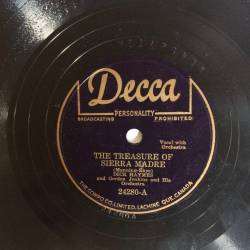 Decca
PERSONALITY
BROADCASTING PROHIBITED
Vocal with
Orchestra
THE TREASURE OF
SIERRA MADRE
DICK HAYMES
and Gordon Jenkins and His
Orchestra
24280-A
THE COMPO CO. LIMITED, LACHINE QUE. CANADA